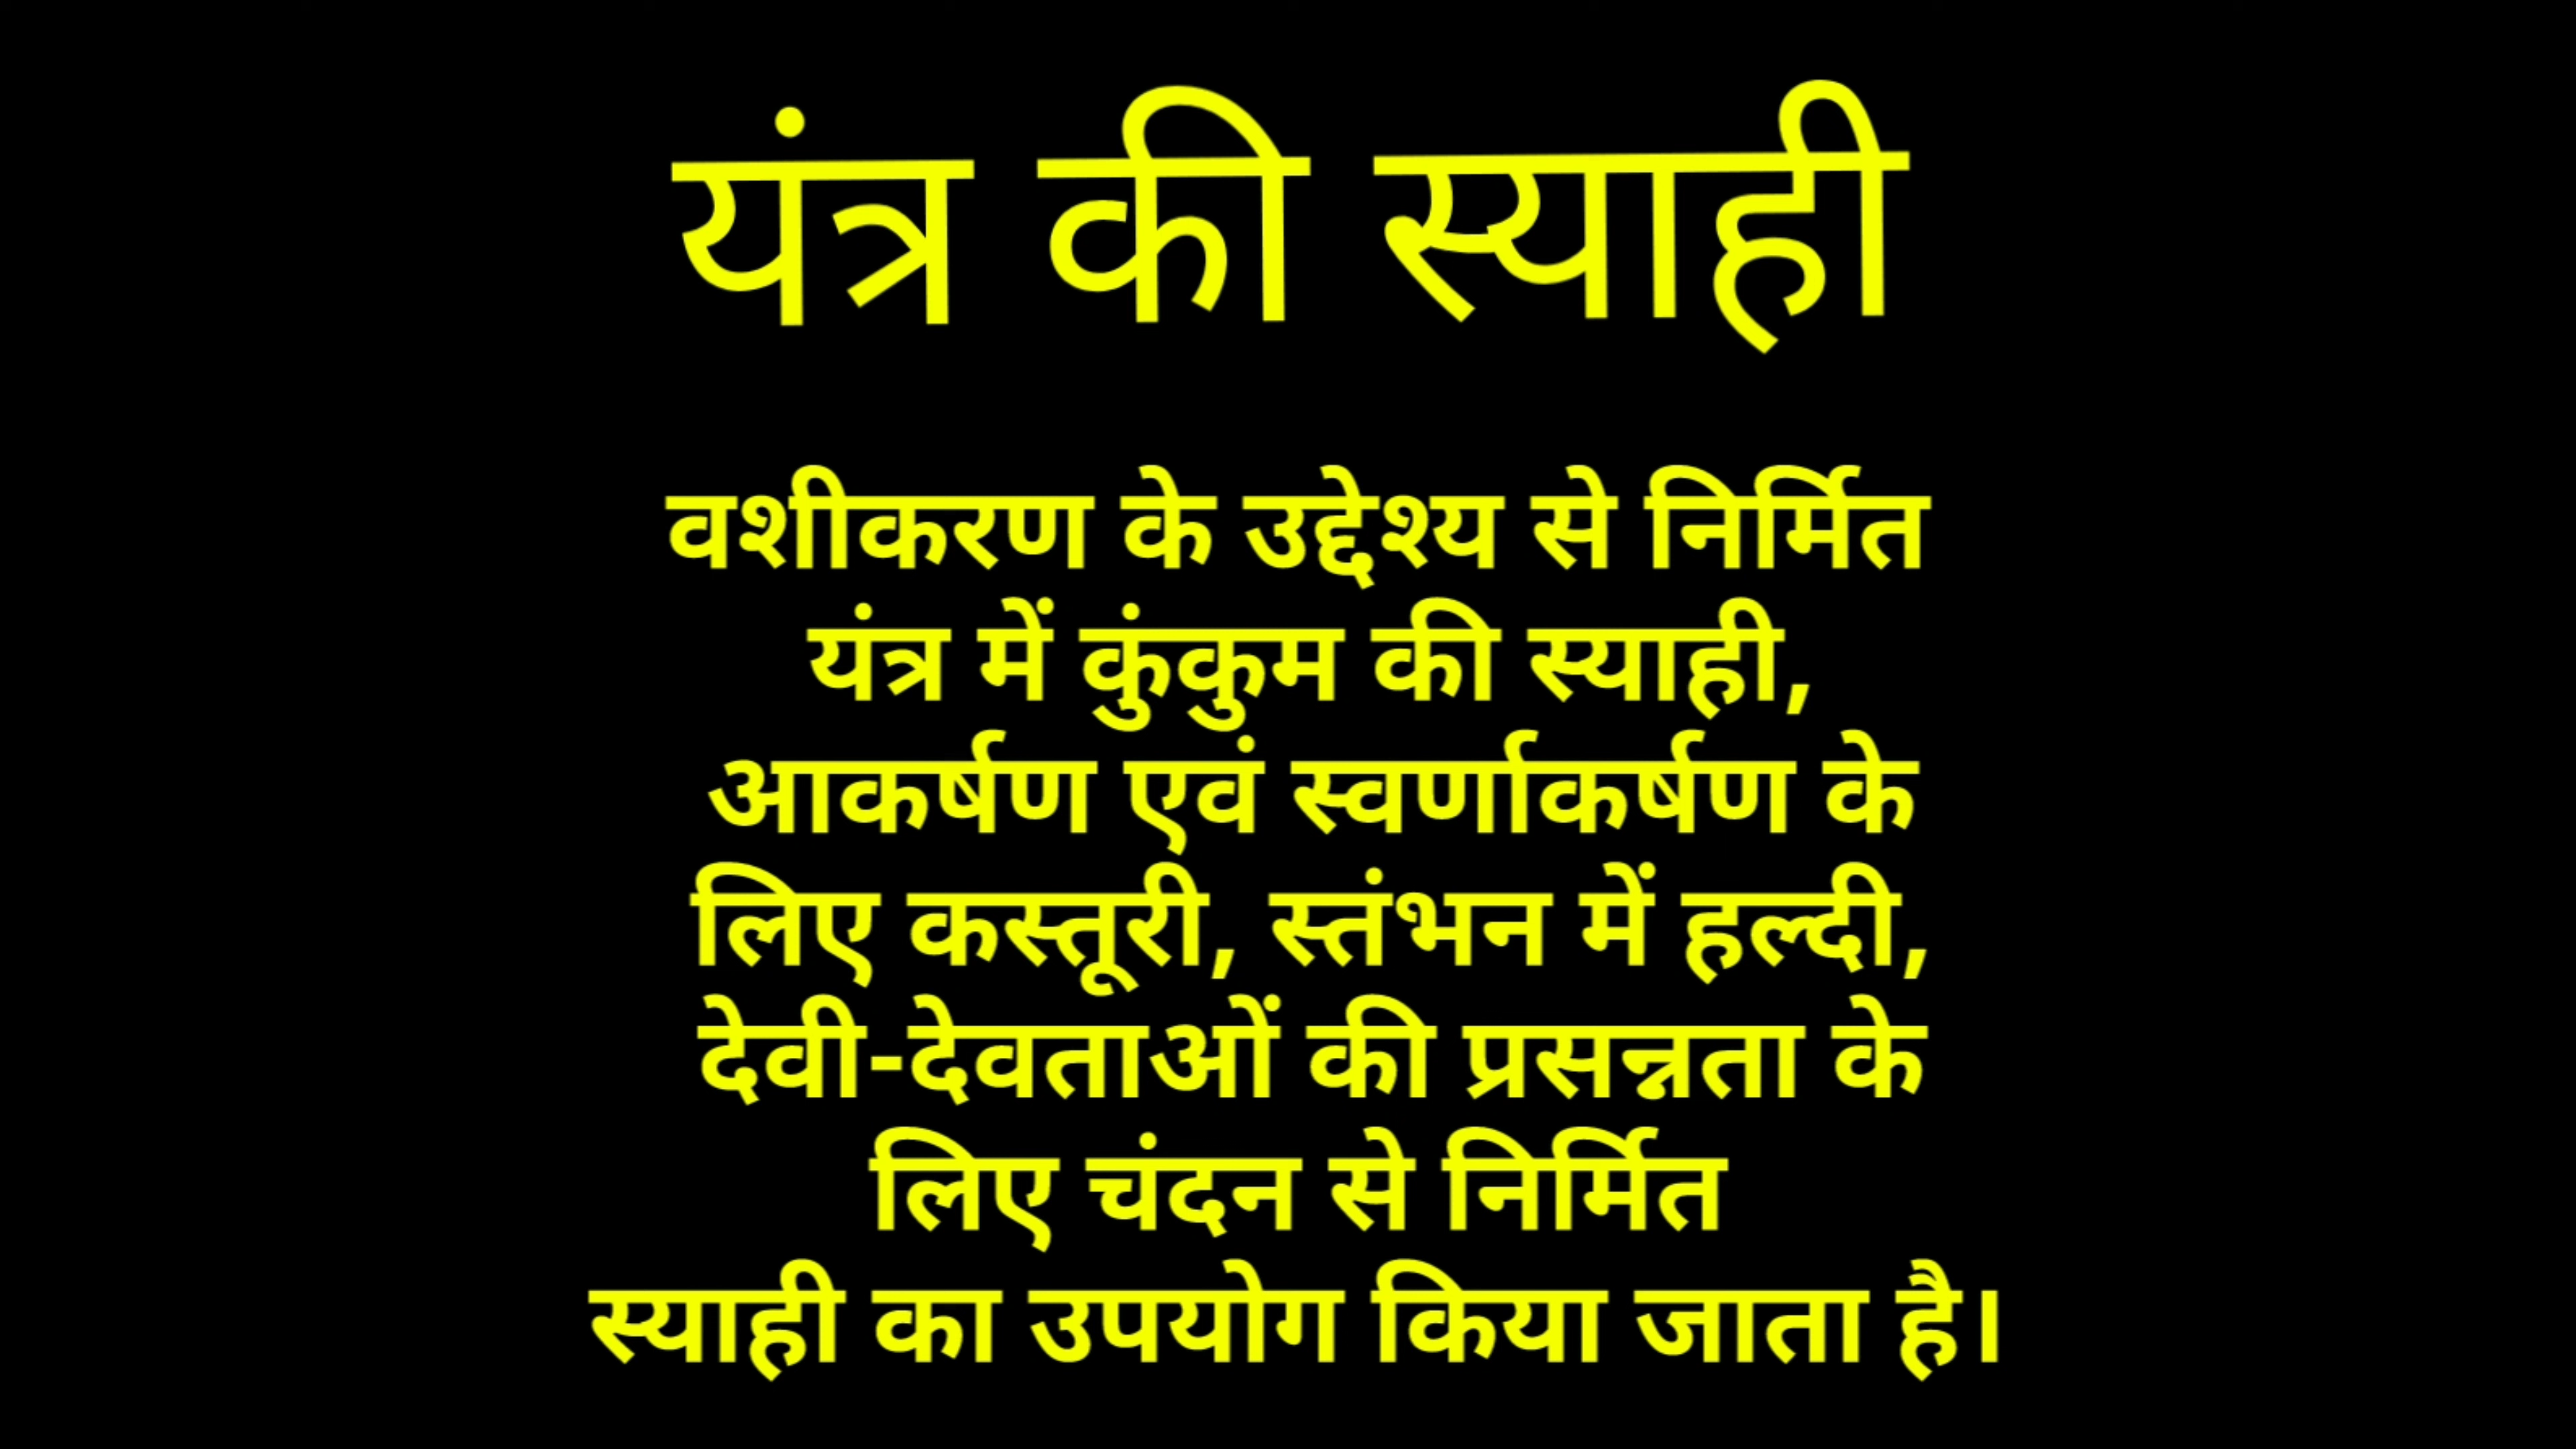 यंत्र की स्याही
वशीकरण के उद्देश्य से निर्मित
यंत्र में कुंकुम की स्याही,
आकर्षण एवं स्वर्णाकर्षण के
लिए कस्तूरी, स्तंभन में हल्दी,
देवी-देवताओं की प्रसन्नता के
लिए चंदन से निर्मित
स्याही का उपयोग किया जाता है।